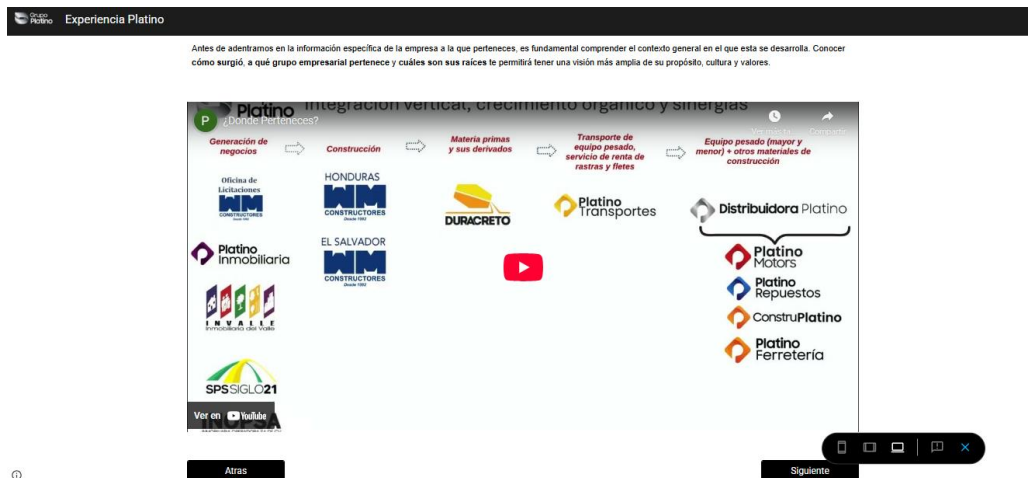 Grupo
Platino
Experiencia Platino
Antes de adentrarnos en la información específica de la empresa a la que perteneces, es fundamental comprender el contexto general en el que esta se desarrolla. Conocer
cómo surgió, a qué grupo empresarial pertenece y cuáles son sus raíces te permitirá tener una visión más amplia de su propósito, cultura y valores.
Platino
Integración vertical, crecimiento orgánico y sinergias
P
¿Donde Perteneces?
Ver más ta...
Compartir
Generación de
negocios
Construcción
Materia primas
y sus derivados
Transporte de
equipo pesado,
servicio de renta de
rastras y fletes
Equipo pesado (mayor y
menor) + otros materiales de
construcción
Oficina de
Licitaciones
WM
CONSTRUCTORES
Desde 1992
Platino
Inmobiliaria
INVALLE
Inmobiliaria del Valle
SPSSIGLO21
HONDURAS
WM
CONSTRUCTORES
Desde 1992
EL SALVADOR
WM
CONSTRUCTORES
Desde 1992
DURACRETO
Platino
Transportes
Distribuidora Platino
Platino
Motors
Platino
Repuestos
ConstruPlatino
Platino
Ferretería
Ver en YouTube
Atras
Siguiente